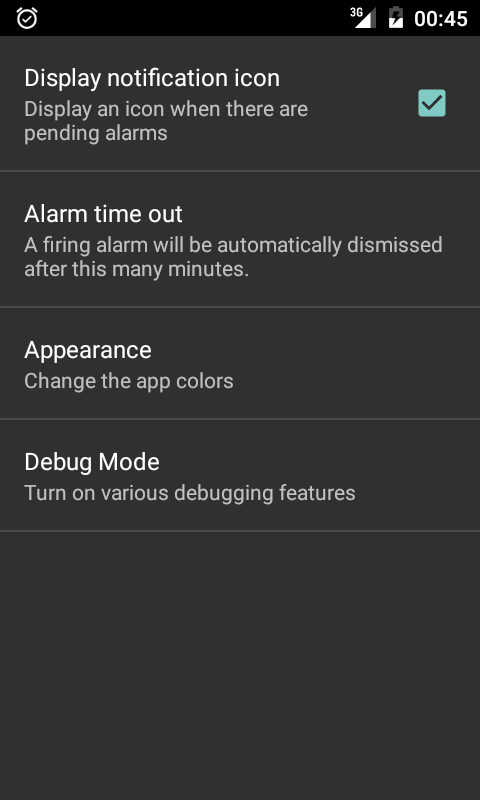 3G 00:45
Display notification icon
Display an icon when there are
pending alarms
Alarm time out
A firing alarm will be automatically dismissed
after this many minutes.
Appearance
Change the app colors
Debug Mode
Turn on various debugging features